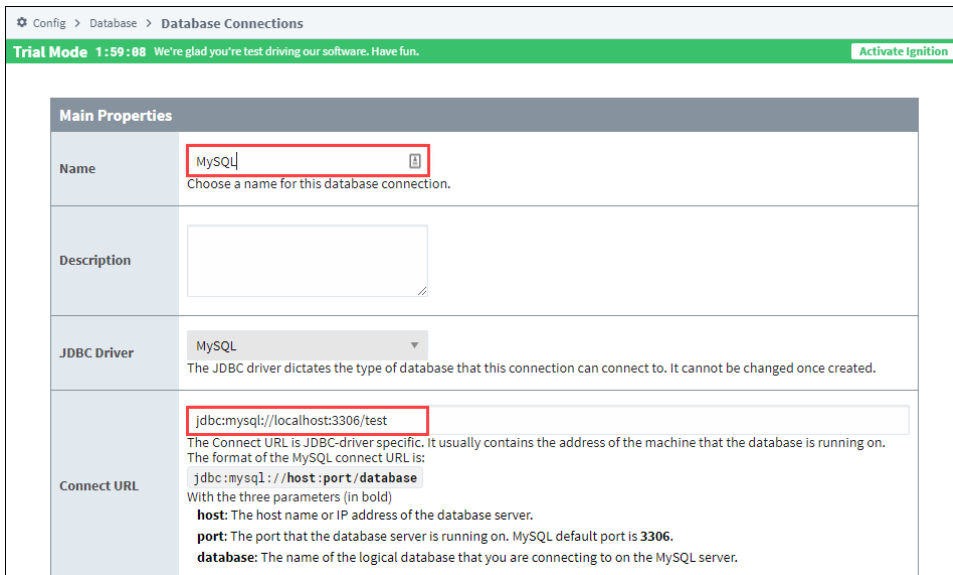 Config > Database > Database Connections
Trial Mode 1:59:08 We're glad you're test driving our software. Have fun. Activate Ignition
Main Properties
Name
MySQL
Choose a name for this database connection.
Description
JDBC Driver
MySQL
The JDBC driver dictates the type of database that this connection can connect to. It cannot be changed once created.
Connect URL
jdbc:mysql://localhost:3306/test
The Connect URL is JDBC-driver specific. It usually contains the address of the machine that the database is running on.
The format of the MySQL connect URL is:
jdbc:mysql://host:port/database
With the three parameters (in bold)
host: The host name or IP address of the database server.
port: The port that the database server is running on. MySQL default port is 3306.
database: The name of the logical database that you are connecting to on the MySQL server.